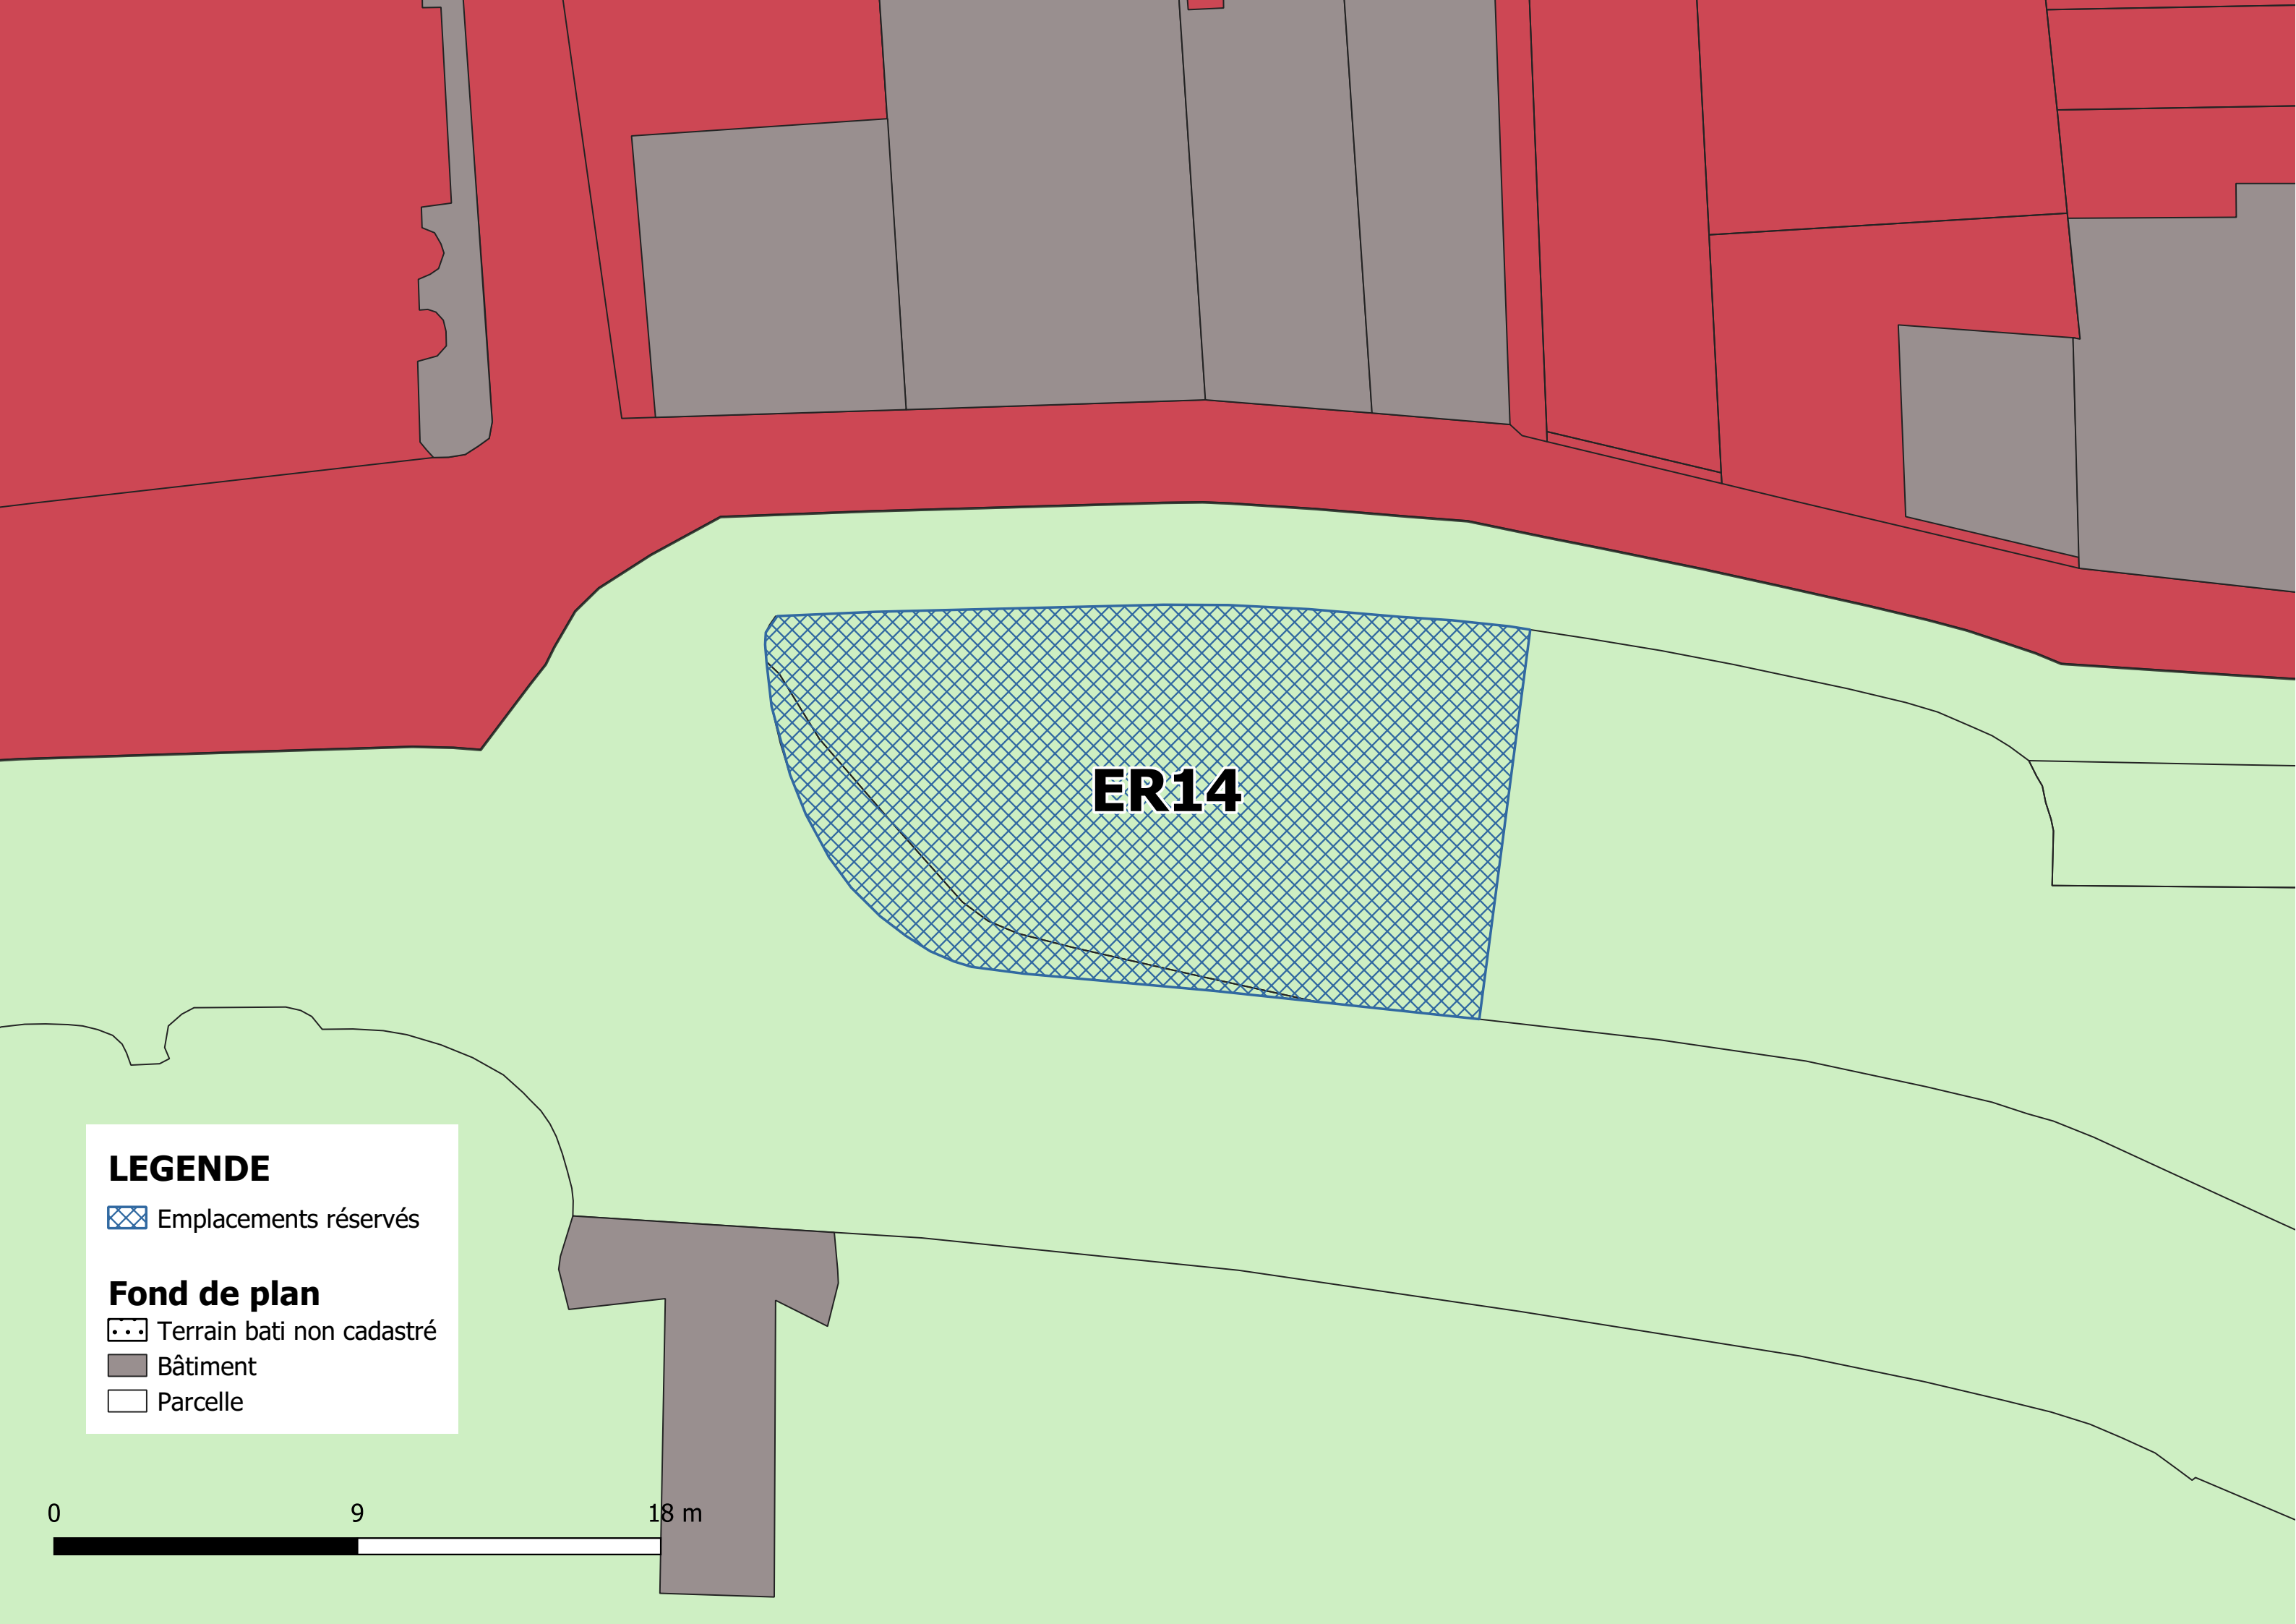 ER14
LEGENDE
Emplacements réservés
Fond de plan
Terrain bati non cadastré
Bâtiment
Parcelle
0 9 18 m